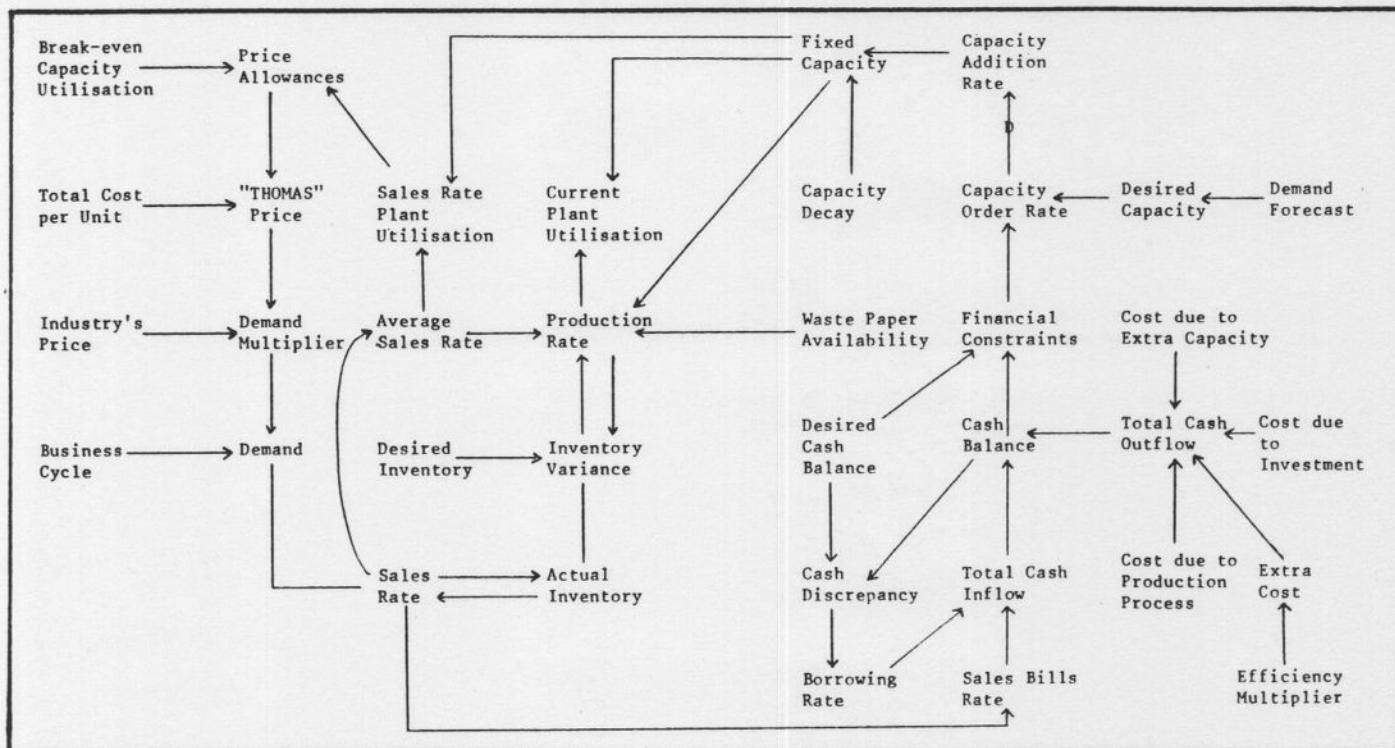 Break-even
Capacity
Utilisation
Price
Allowances
Fixed
Capacity
Capacity
Addition
Rate
D
Total Cost
per Unit
"THOMAS"
Price
Sales Rate
Plant
Utilisation
Current
Plant
Utilisation
Capacity
Decay
Capacity
Order Rate
Desired
Capacity
Demand
Forecast
Industry's
Price
Demand
Multiplier
Average
Sales Rate
Production
Rate
Waste Paper
Availability
Financial
Constraints
Cost due to
Extra Capacity
Business
Cycle
Demand
Desired
Inventory
Inventory
Variance
Desired
Cash
Balance
Cash
Balance
Total Cash
Outflow
Cost due
to
Investment
Sales
Rate
Actual
Inventory
Cash
Discrepancy
Total Cash
Inflow
Cost due to
Production
Process
Extra
Cost
Borrowing
Rate
Sales Bills
Rate
Efficiency
Multiplier